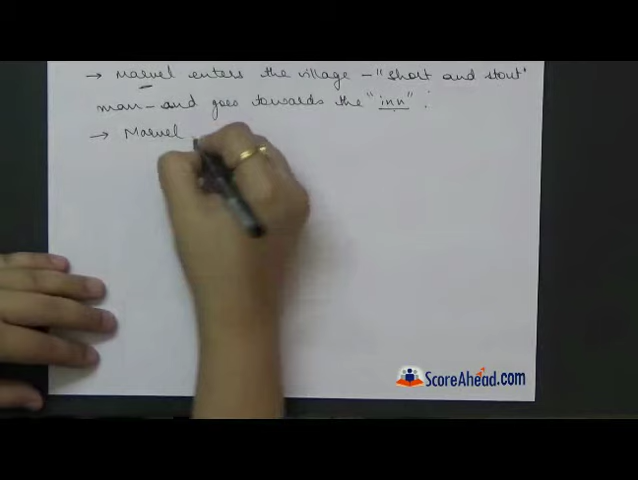 → Marvel enters the village - "short and stout"
man - and goes towards the "inn" :
→ Marvel
ScoreAhead.com